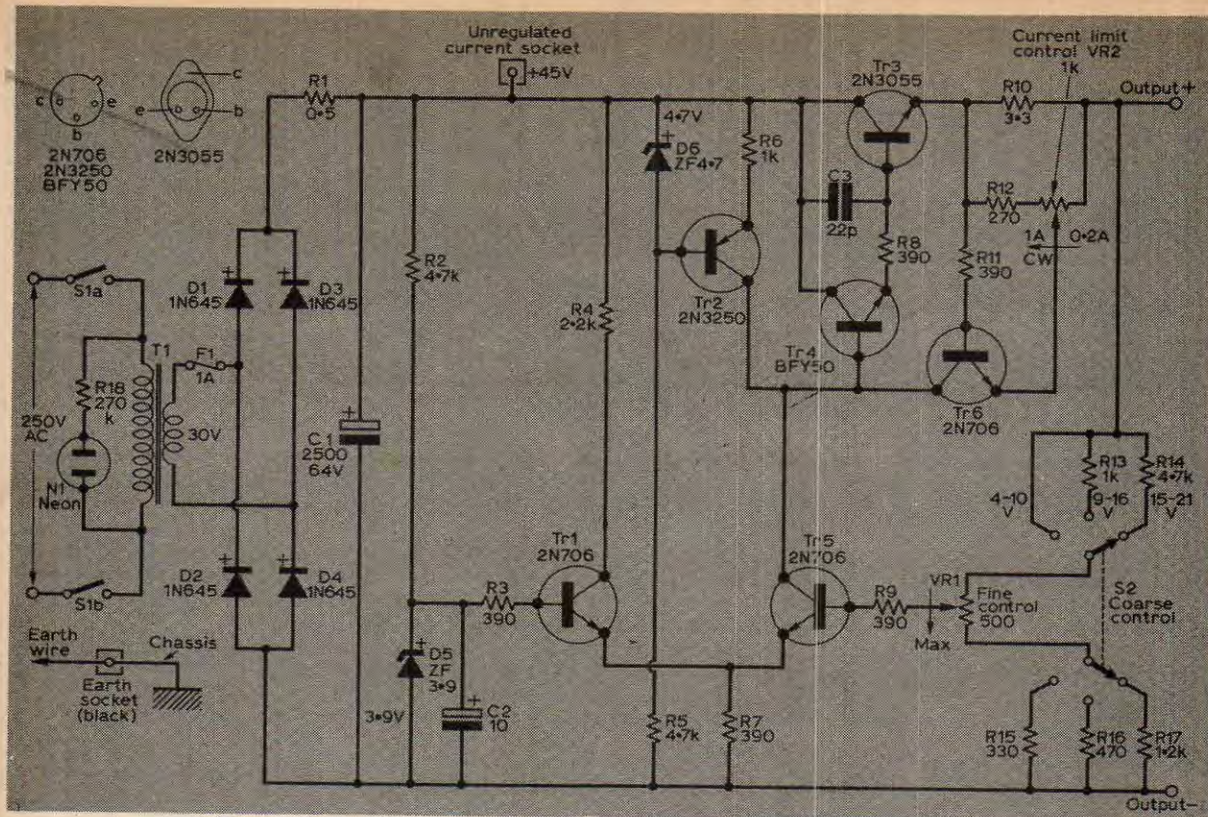 Unregulated
current socket
+45V
Current limit
control VR2
1k
c
e
b
2N706
2N3250
BFY50
c
e
b
2N3055
R1
0•5
4•7V
D6
ZF4•7
R6
1k
Tr3
2N3055
R10
3•3
Output+
C3
22p
R12
270
1A
0•2A
CW
R8
390
R11
390
R2
4•7k
R4
2•2k
Tr2
2N3250
Tr4
BFY50
Tr6
2N706
S1a
D1
1N645
D3
1N645
T1
F1
1A
R18
270
k
250V
AC
30V
N1
Neon
C1
2500
64V
S1b
D2
1N645
D4
1N645
4-10
V
R13
1k
9-16
V
R14
4•7k
15-21
V
Tr1
2N706
Tr5
2N706
R3
390
R9
390
VR1
Fine
control
500
Max
S2
Coarse
control
Earth
wire
Chassis
Earth
socket
(black)
D5
ZF
3•9
3•9V
C2
10
R5
4•7k
R7
390
R15
330
R16
470
R17
1•2k
Output-